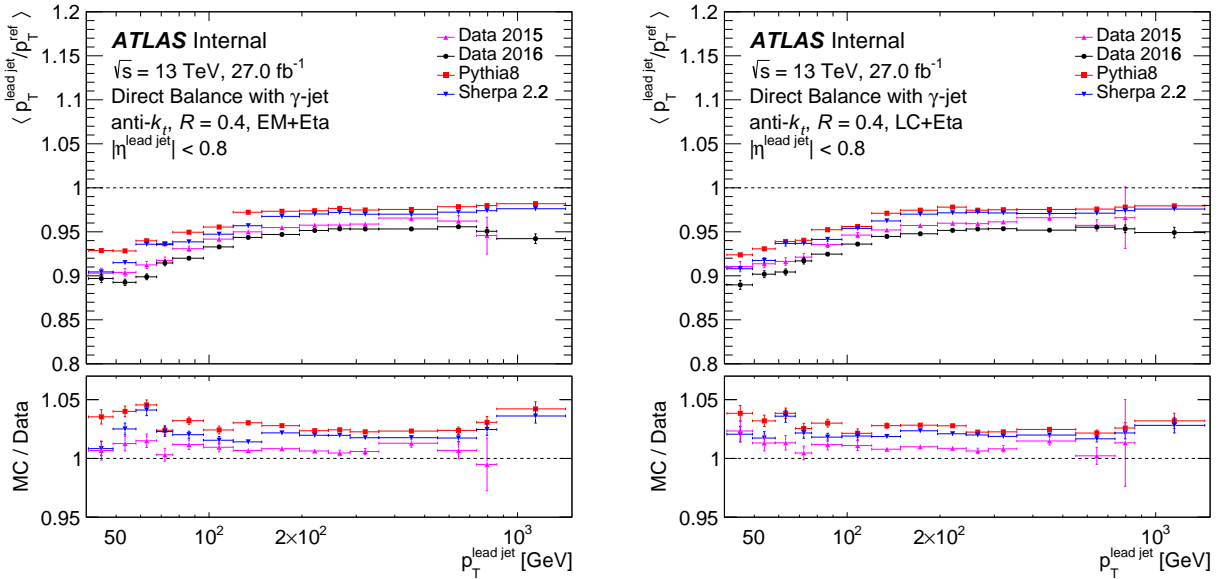 ⟨ p_T^lead jet / p_T^ref ⟩
1.2
1.15
1.1
1.05
1
0.95
0.9
0.85
0.8
ATLAS Internal
√s = 13 TeV, 27.0 fb⁻¹
Direct Balance with γ-jet
anti-k_t, R = 0.4, EM+Eta
|η^lead jet| < 0.8
Data 2015
Data 2016
Pythia8
Sherpa 2.2
MC / Data
1.05
1
0.95
50
10²
2×10²
10³
p_T^lead jet [GeV]
⟨ p_T^lead jet / p_T^ref ⟩
1.2
1.15
1.1
1.05
1
0.95
0.9
0.85
0.8
ATLAS Internal
√s = 13 TeV, 27.0 fb⁻¹
Direct Balance with γ-jet
anti-k_t, R = 0.4, LC+Eta
|η^lead jet| < 0.8
Data 2015
Data 2016
Pythia8
Sherpa 2.2
MC / Data
1.05
1
0.95
50
10²
2×10²
10³
p_T^lead jet [GeV]